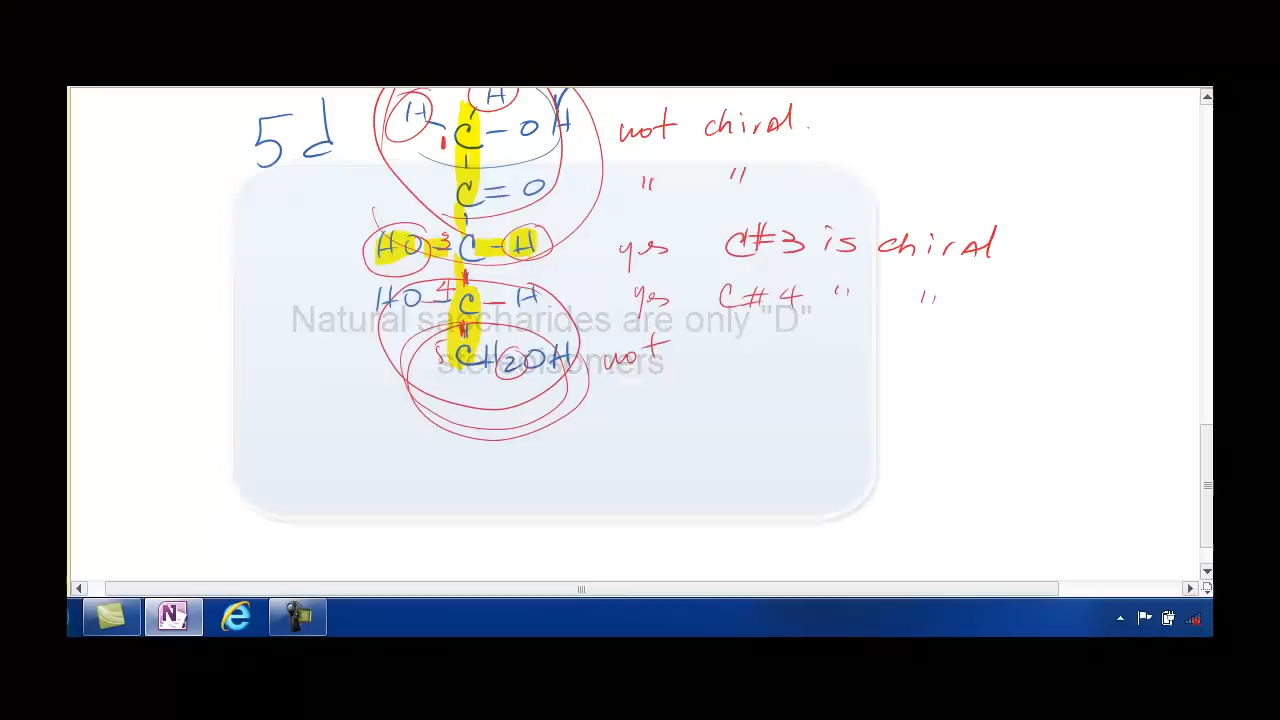 H
5d H C - OH not chiral.
1
C = O " "
HO 3 C - H yes C#3 is chiral
HO 4 C - H yes C#4 " "
Natural saccharides are only "D"
5 CH2OH not
stereoisomers